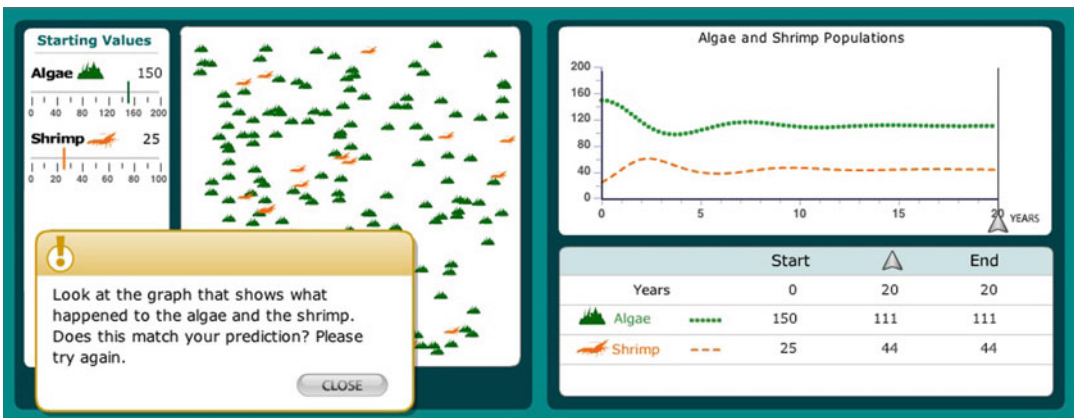 Starting Values
Algae 150
0 40 80 120 160 200
Shrimp 25
0 20 40 60 80 100
!
Look at the graph that shows what
happened to the algae and the shrimp.
Does this match your prediction? Please
try again.
CLOSE
Algae and Shrimp Populations
200
160
120
80
40
0
0 5 10 15 20 YEARS
Start End
Years 0 20 20
Algae 150 111 111
Shrimp 25 44 44